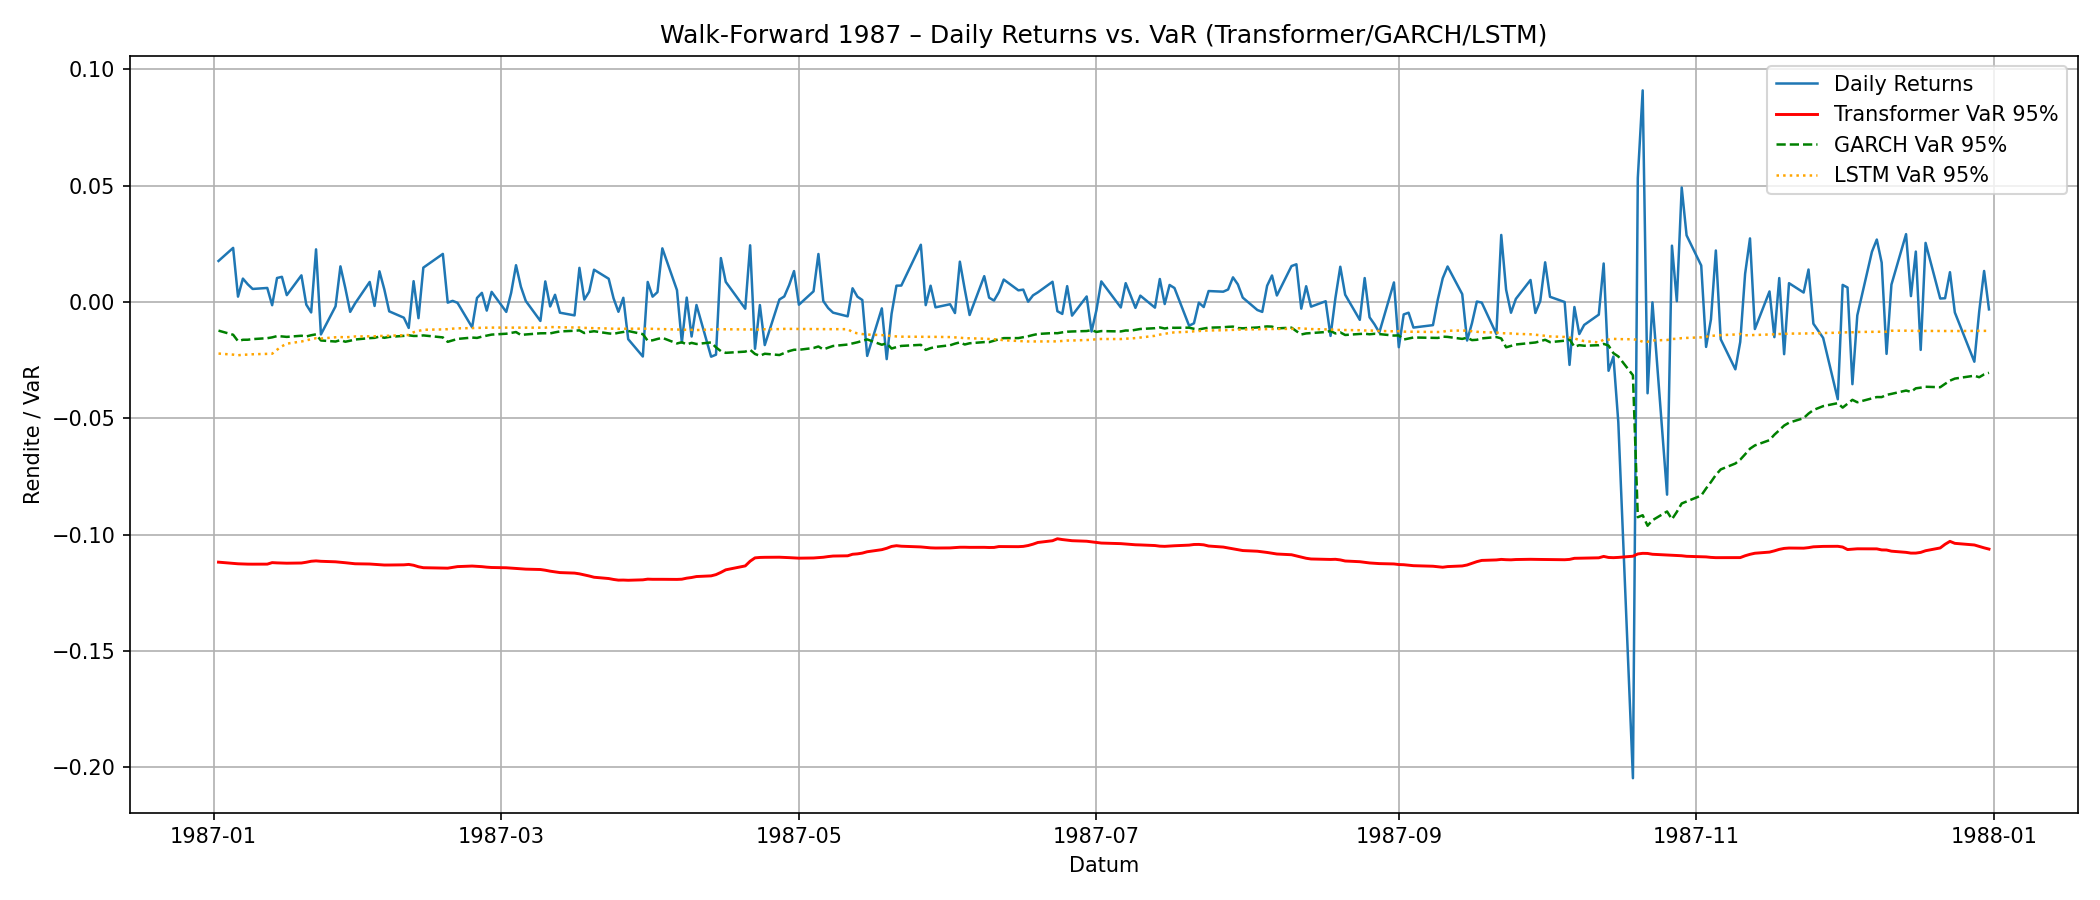 Walk-Forward 1987 – Daily Returns vs. VaR (Transformer/GARCH/LSTM)
Daily Returns
Transformer VaR 95%
GARCH VaR 95%
LSTM VaR 95%
Rendite / VaR
0.10
0.05
0.00
−0.05
−0.10
−0.15
−0.20
1987-01
1987-03
1987-05
1987-07
1987-09
1987-11
1988-01
Datum